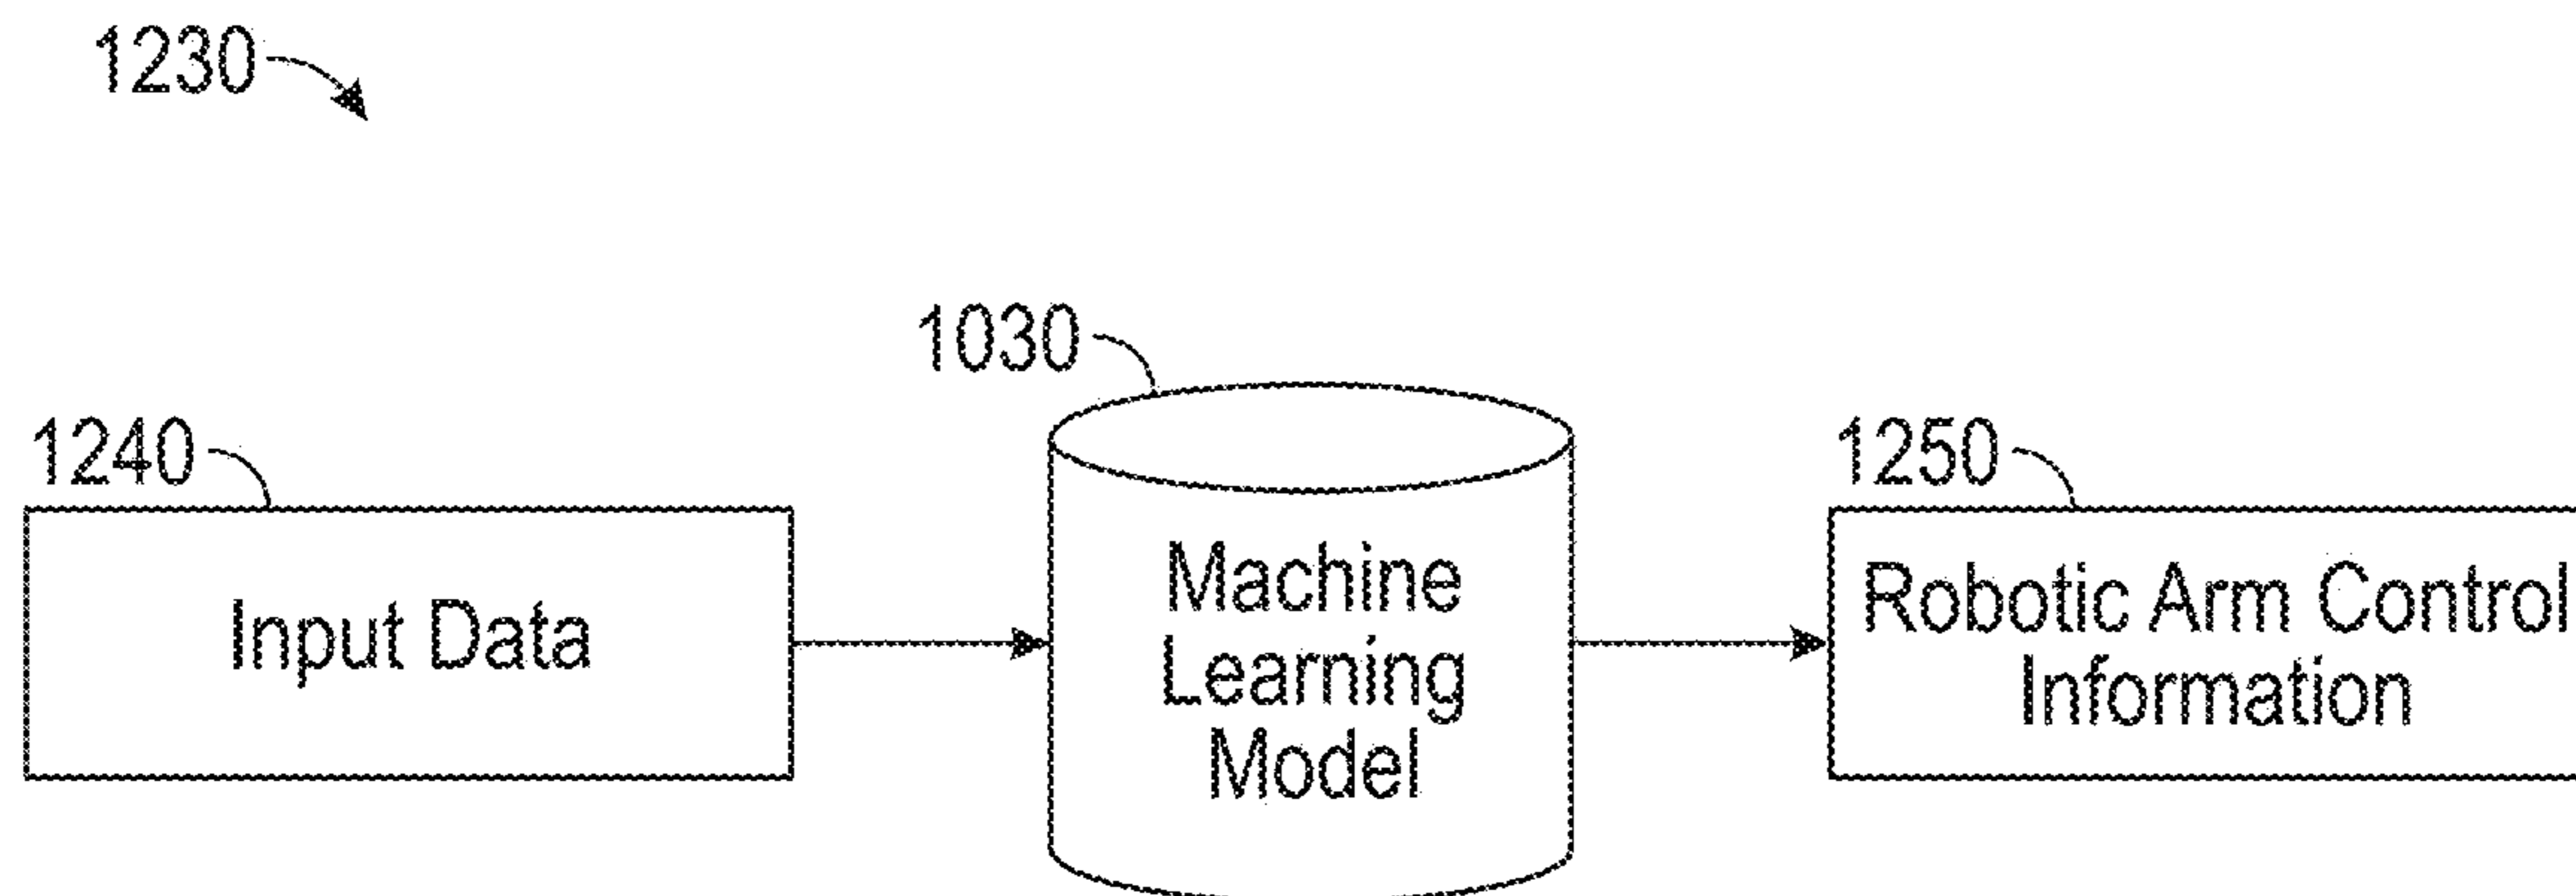 1230
1030
1240
1250
Input Data
Machine
Learning
Model
Robotic Arm Control
Information